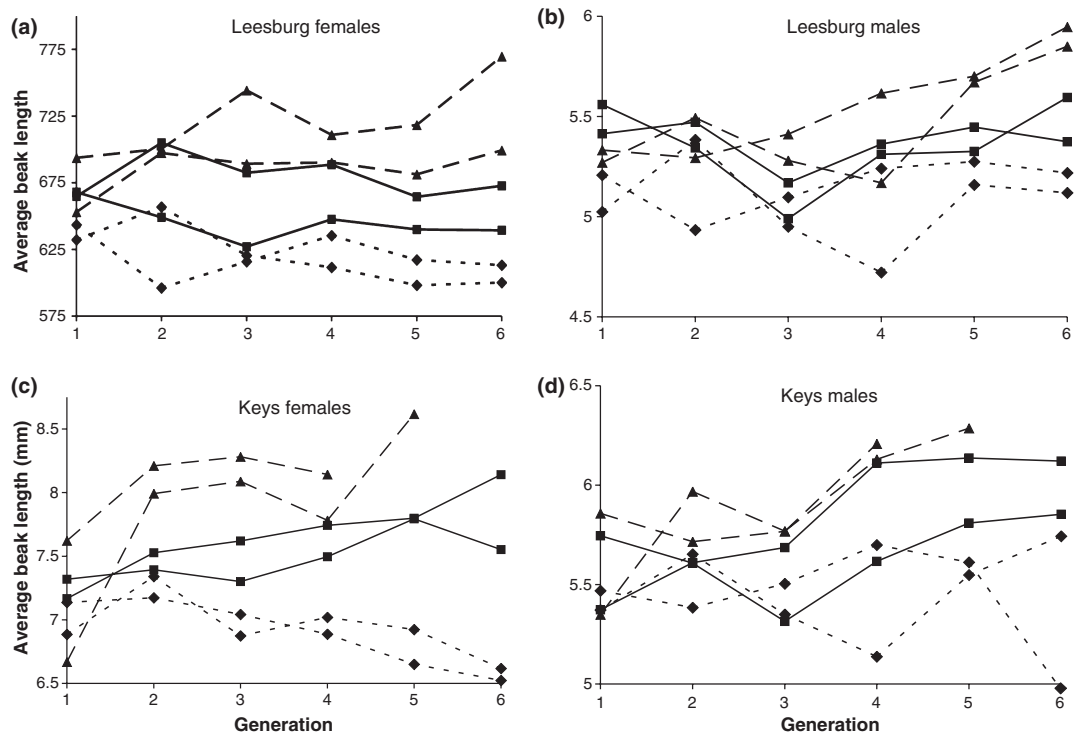 (a)
Leesburg females
Average beak length
775
725
675
625
575
1 2 3 4 5 6
(b)
Leesburg males
6
5.5
5
4.5
1 2 3 4 5 6
(c)
Keys females
Average beak length (mm)
8.5
8
7.5
7
6.5
1 2 3 4 5 6
Generation
(d)
Keys males
6.5
6
5.5
5
1 2 3 4 5 6
Generation